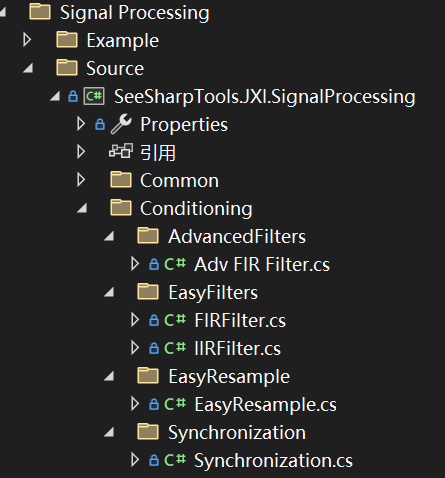 Signal Processing
Example
Source
C# SeeSharpTools.JXI.SignalProcessing
Properties
引用
Common
Conditioning
AdvancedFilters
C# Adv FIR Filter.cs
EasyFilters
C# FIRFilter.cs
C# IIRFilter.cs
EasyResample
C# EasyResample.cs
Synchronization
C# Synchronization.cs